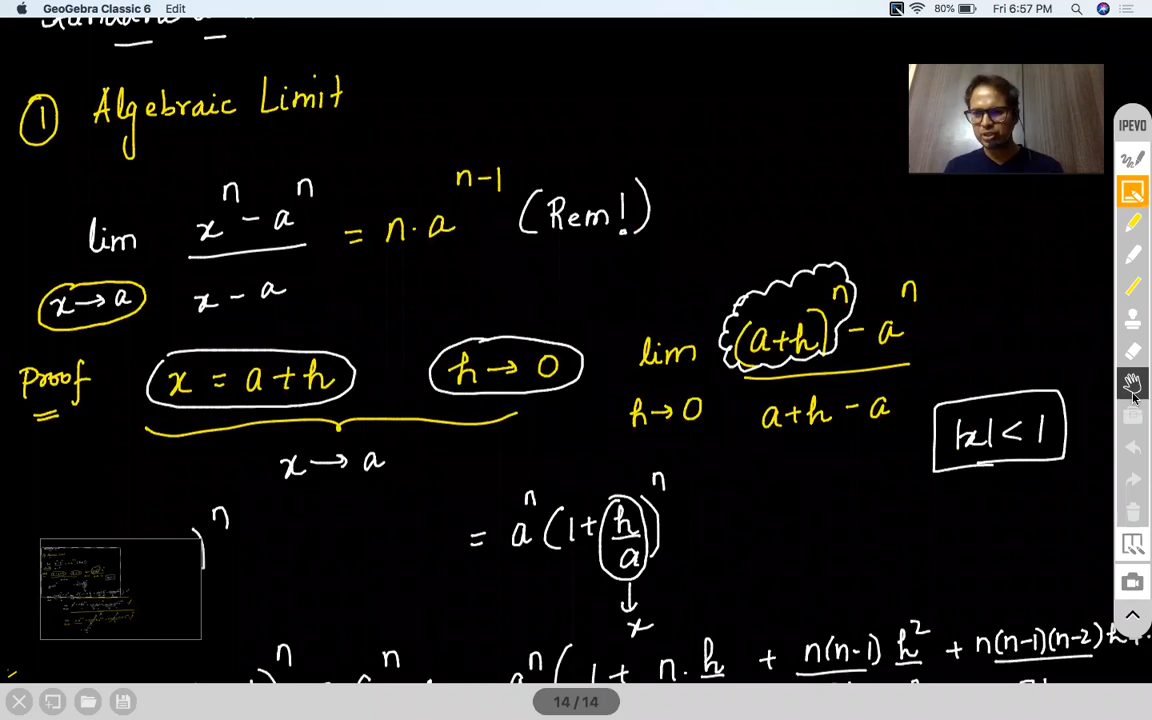 GeoGebra Classic 6 Edit 80% Fri 6:57 PM
① Algebraic Limit
IPEVO
lim x→a (x^n - a^n)/(x - a) = n·a^(n-1) (Rem!)
Proof x = a+h h→0 lim h→0 ((a+h)^n - a^n)/(a+h-a)
x→a
|x| < 1
)^n
= a^n (1+h/a)^n
x
)^n a^n a^n ( 1 + n. h + n(n-1) h^2 + n(n-1)(n-2) h
14 / 14